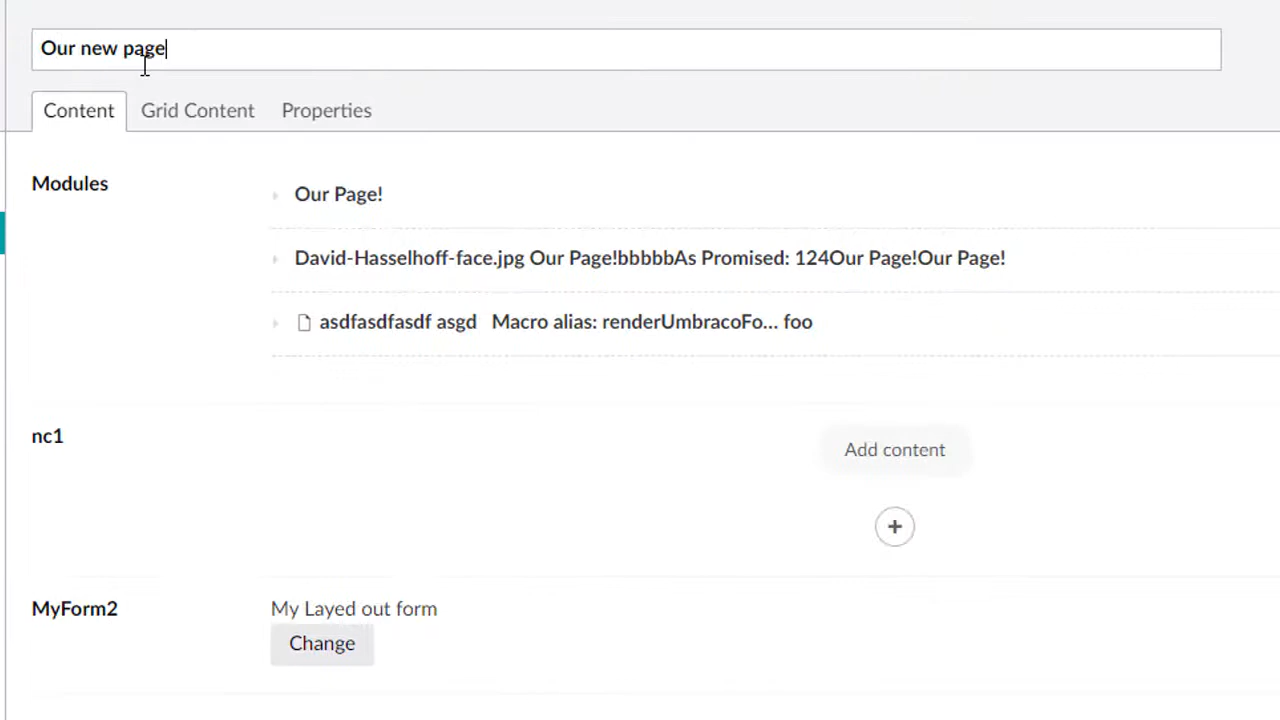 Our new page
Content Grid Content Properties
Modules
Our Page!
David-Hasselhoff-face.jpg Our Page!bbbbbAs Promised: 124Our Page!Our Page!
asdfasdfasdf asgd Macro alias: renderUmbracoFo... foo
nc1
Add content
MyForm2
My Layed out form
Change